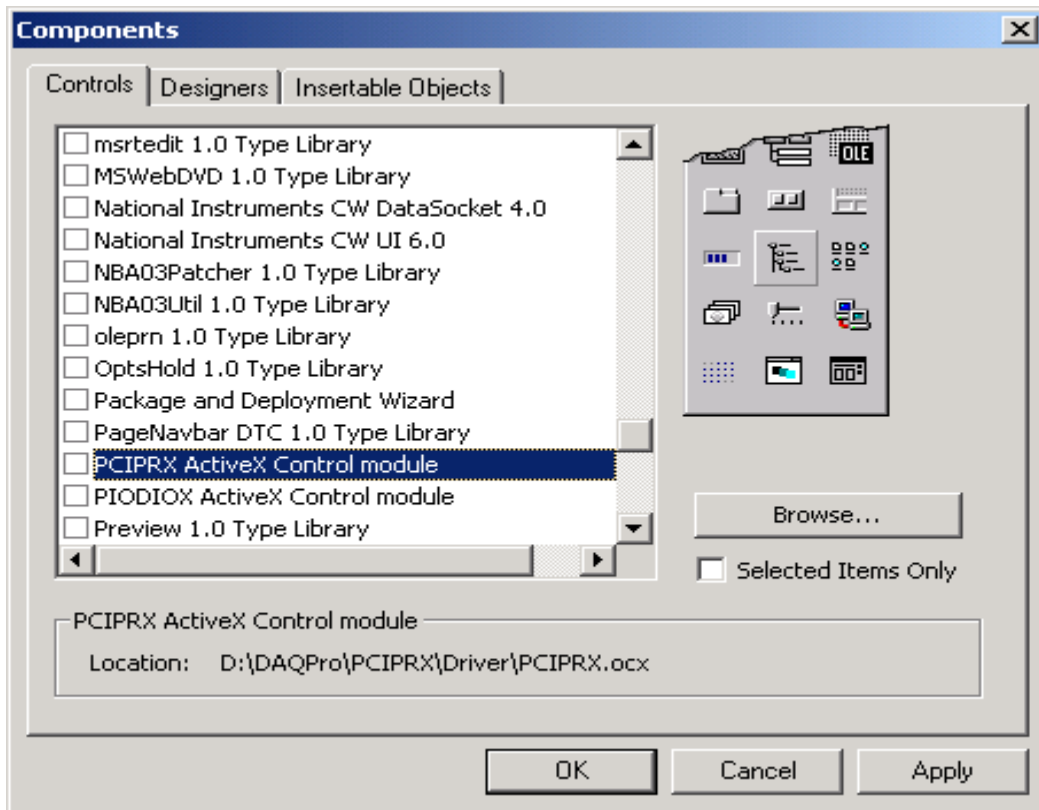 Components
Controls Designers Insertable Objects
msrtedit 1.0 Type Library
MSWebDVD 1.0 Type Library
National Instruments CW DataSocket 4.0
National Instruments CW UI 6.0
NBA03Patcher 1.0 Type Library
NBA03Util 1.0 Type Library
oleprn 1.0 Type Library
OptsHold 1.0 Type Library
Package and Deployment Wizard
PageNavbar DTC 1.0 Type Library
PCIPRX ActiveX Control module
PIODIOX ActiveX Control module
Preview 1.0 Type Library
OLE
Browse...
Selected Items Only
PCIPRX ActiveX Control module
Location: D:\DAQPro\PCIPRX\Driver\PCIPRX.ocx
OK Cancel Apply